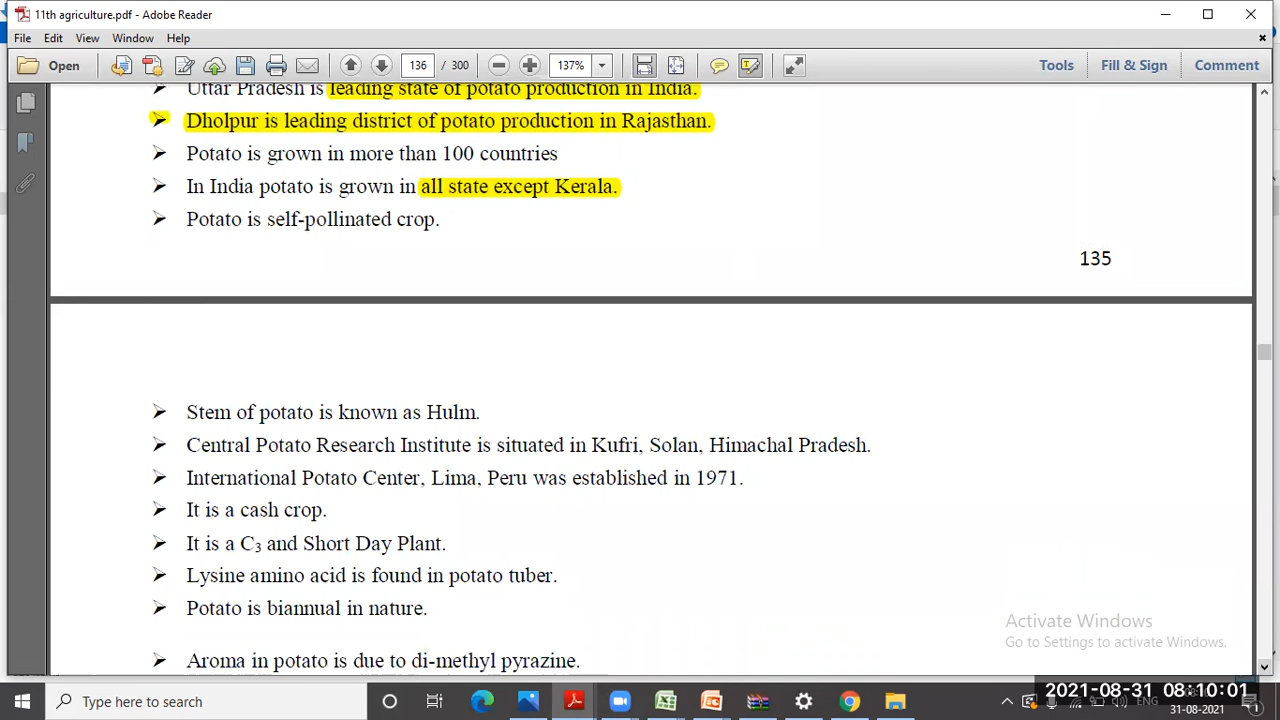 11th agriculture.pdf - Adobe Reader
File Edit View Window Help
Open 136 / 300 137% Tools Fill & Sign Comment
Uttar Pradesh is leading state of potato production in India.
Dholpur is leading district of potato production in Rajasthan.
Potato is grown in more than 100 countries
In India potato is grown in all state except Kerala.
Potato is self-pollinated crop.
135
Stem of potato is known as Hulm.
Central Potato Research Institute is situated in Kufri, Solan, Himachal Pradesh.
International Potato Center, Lima, Peru was established in 1971.
It is a cash crop.
It is a C₃ and Short Day Plant.
Lysine amino acid is found in potato tuber.
Potato is biannual in nature.
Activate Windows
Go to Settings to activate Windows.
Aroma in potato is due to di-methyl pyrazine.
Type here to search
2021-08-31 08:10:01
ENG
31-08-2021